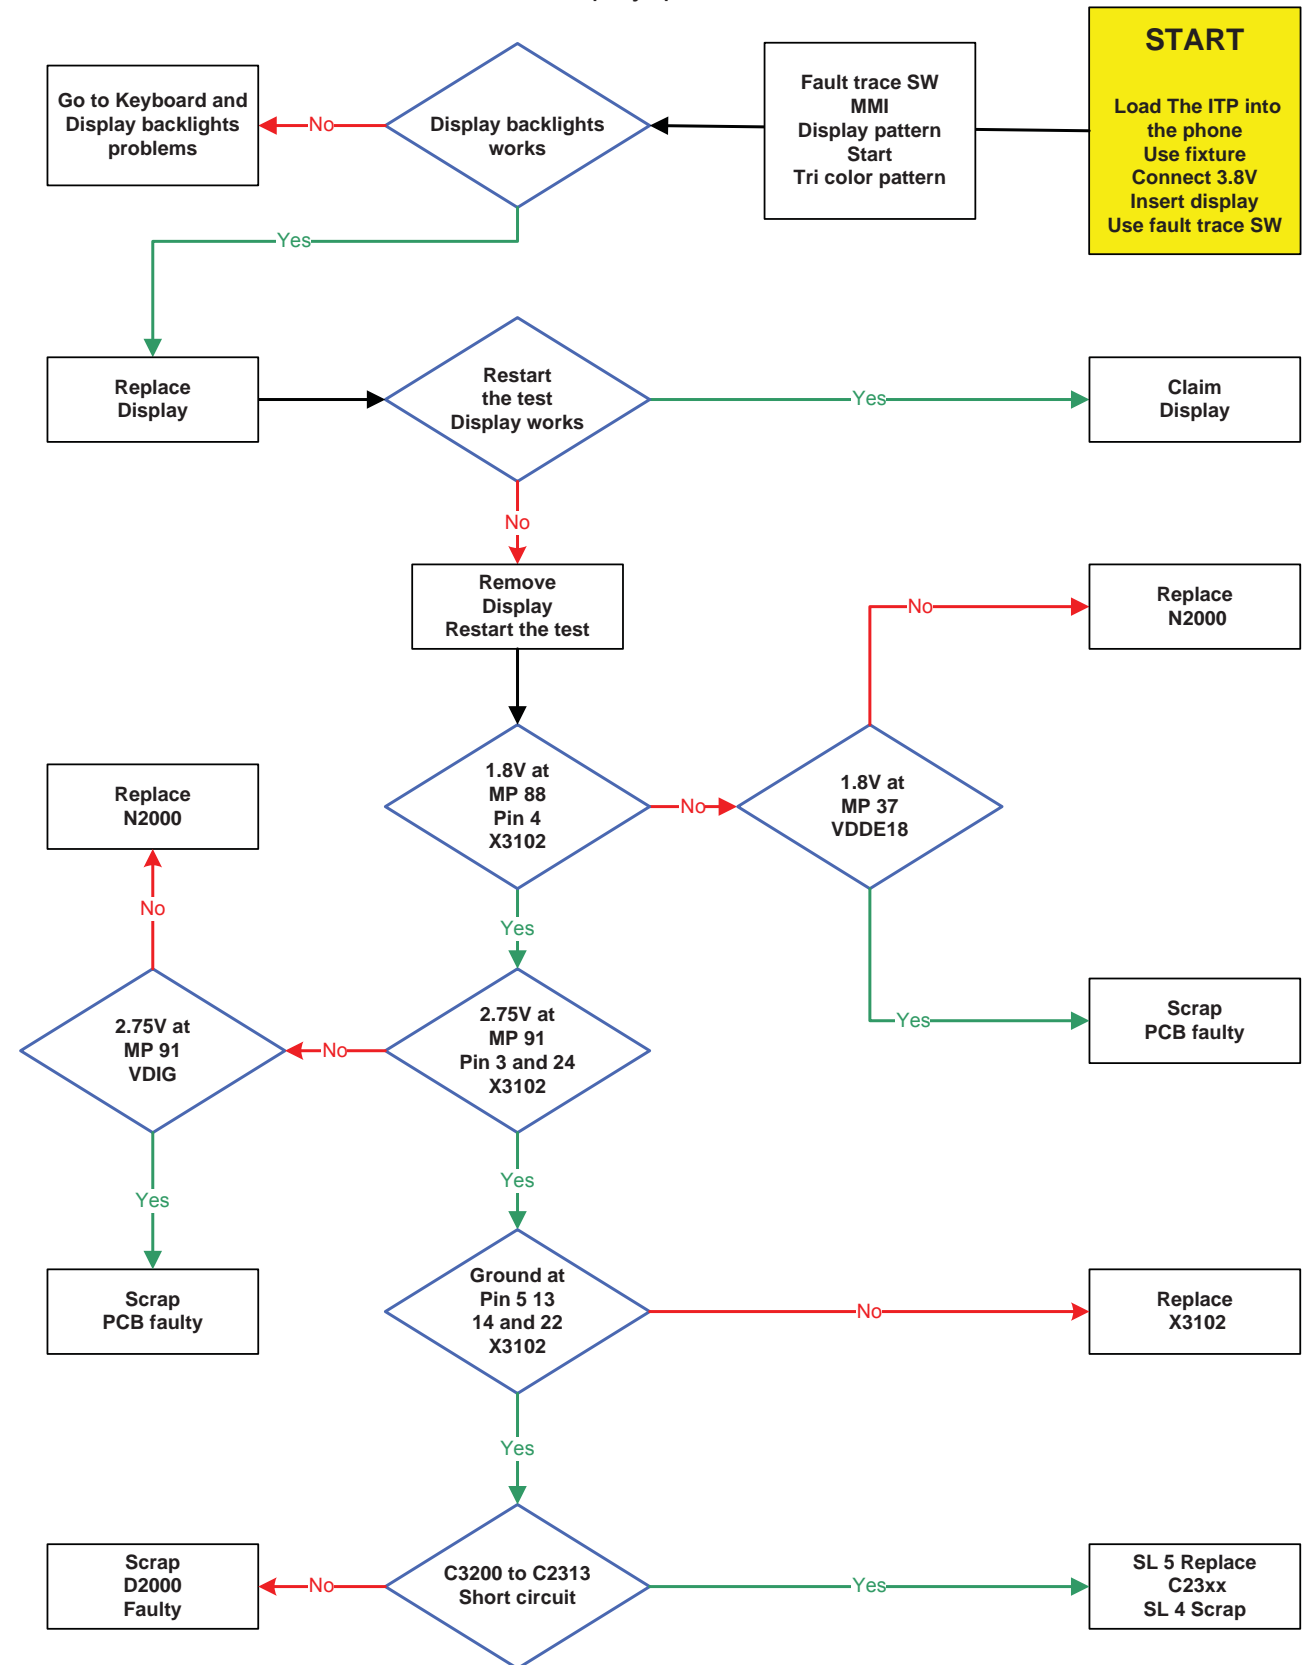 START
Load The ITP into
the phone
Use fixture
Connect 3.8V
Insert display
Use fault trace SW
Fault trace SW
MMI
Display pattern
Start
Tri color pattern
Display backlights
works
No
Go to Keyboard and
Display backlights
problems
Yes
Replace
Display
Restart
the test
Display works
Yes
Claim
Display
No
Remove
Display
Restart the test
1.8V at
MP 88
Pin 4
X3102
No
1.8V at
MP 37
VDDE18
No
Replace
N2000
Yes
Scrap
PCB faulty
Yes
2.75V at
MP 91
Pin 3 and 24
X3102
No
2.75V at
MP 91
VDIG
No
Replace
N2000
Yes
Scrap
PCB faulty
Yes
Ground at
Pin 5 13
14 and 22
X3102
No
Replace
X3102
Yes
C3200 to C2313
Short circuit
No
Scrap
D2000
Faulty
Yes
SL 5 Replace
C23xx
SL 4 Scrap